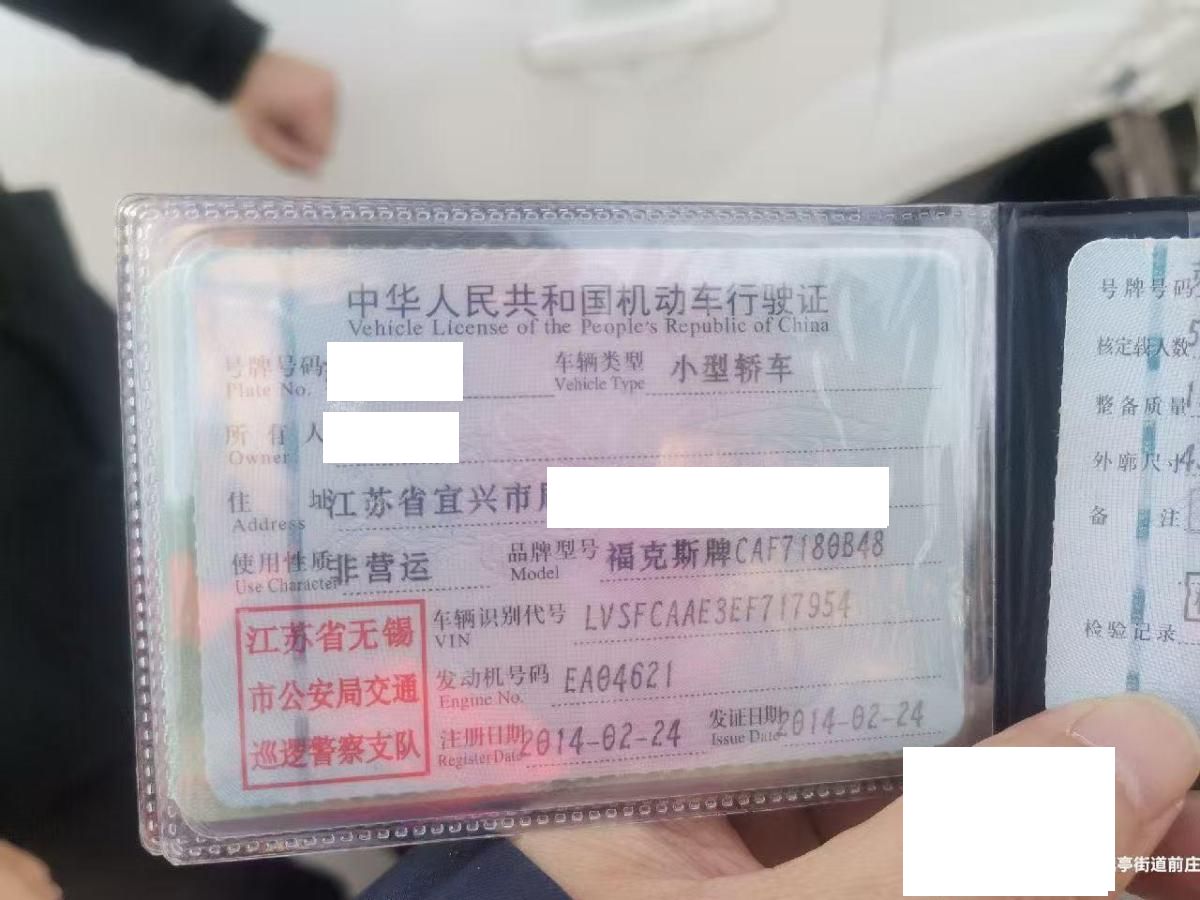 中华人民共和国机动车行驶证
Vehicle License of the People's Republic of China
号牌号码
Plate No.
车辆类型 小型轿车
Vehicle Type
所有人
Owner
住址 江苏省宜兴市
Address
使用性质 非营运
Use Character
品牌型号 福克斯牌CAF7180B48
Model
车辆识别代号 LVSFCAAE3EF717954
VIN
发动机号码 EA04621
Engine No.
注册日期 2014-02-24
Register Date
发证日期 2014-02-24
Issue Date
江苏省无锡
市公安局交通
巡逻警察支队
号牌号码
核定载人数 5
整备质量
外廓尺寸 4
备注
检验记录
亭街道前庄